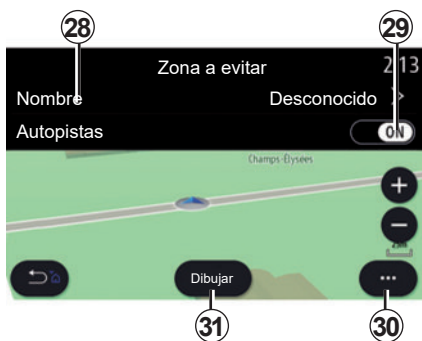 28
29
Zona a evitar
2:13
Nombre
Desconocido >
Autopistas
ON
Champs-Élysées
+
−
Dibujar
...
31
30